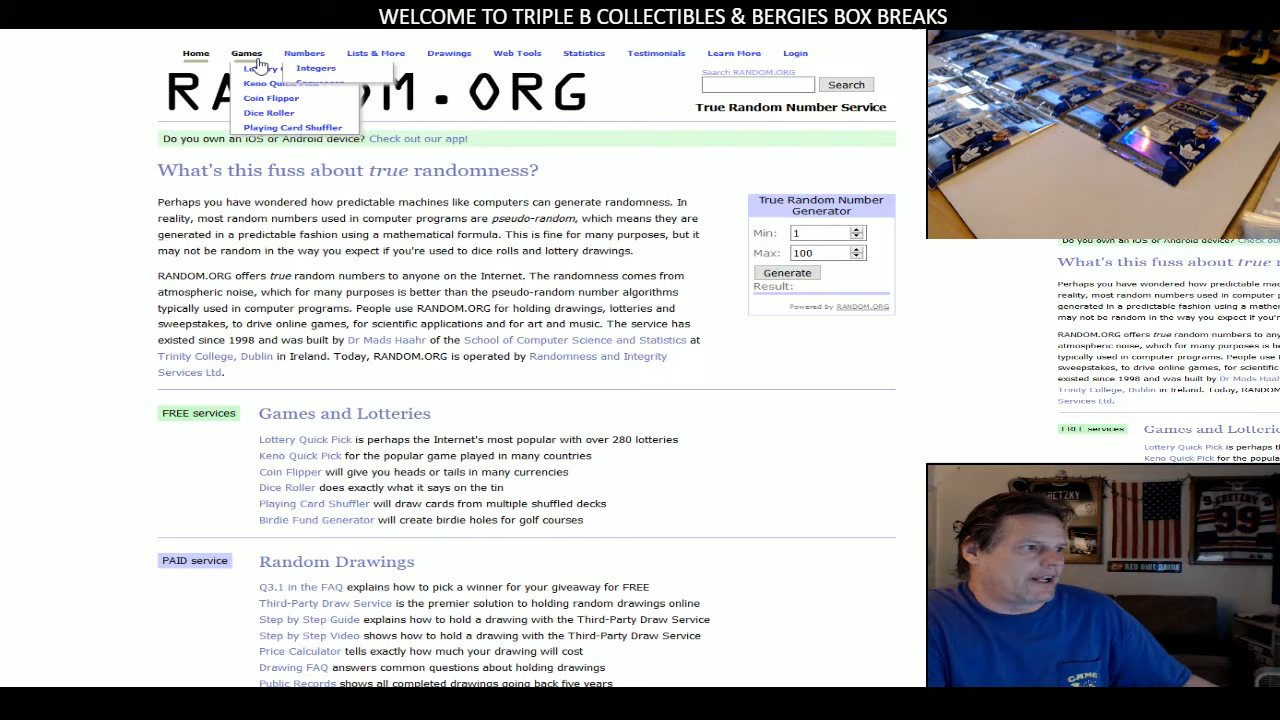 WELCOME TO TRIPLE B COLLECTIBLES & BERGIES BOX BREAKS
Home Games Numbers Lists & More Drawings Web Tools Statistics Testimonials Learn More Login
Integers
Keno
Coin Flipper
Dice Roller
Playing Card Shuffler
RANDOM.ORG
Search RANDOM.ORG
Search
True Random Number Service
Do you own an iOS or Android device? Check out our app!
What's this fuss about true randomness?
Perhaps you have wondered how predictable machines like computers can generate randomness. In
reality, most random numbers used in computer programs are pseudo-random, which means they are
generated in a predictable fashion using a mathematical formula. This is fine for many purposes, but it
may not be random in the way you expect if you're used to dice rolls and lottery drawings.
RANDOM.ORG offers true random numbers to anyone on the Internet. The randomness comes from
atmospheric noise, which for many purposes is better than the pseudo-random number algorithms
typically used in computer programs. People use RANDOM.ORG for holding drawings, lotteries and
sweepstakes, to drive online games, for scientific applications and for art and music. The service has
existed since 1998 and was built by Dr Mads Haahr of the School of Computer Science and Statistics at
Trinity College, Dublin in Ireland. Today, RANDOM.ORG is operated by Randomness and Integrity
Services Ltd.
True Random Number
Generator
Min: 1
Max: 100
Generate
Result:
Powered by RANDOM.ORG
FREE services
Games and Lotteries
Lottery Quick Pick is perhaps the Internet's most popular with over 280 lotteries
Keno Quick Pick for the popular game played in many countries
Coin Flipper will give you heads or tails in many currencies
Dice Roller does exactly what it says on the tin
Playing Card Shuffler will draw cards from multiple shuffled decks
Birdie Fund Generator will create birdie holes for golf courses
PAID service
Random Drawings
Q3.1 in the FAQ explains how to pick a winner for your giveaway for FREE
Third-Party Draw Service is the premier solution to holding random drawings online
Step by Step Guide explains how to hold a drawing with the Third-Party Draw Service
Step by Step Video shows how to hold a drawing with the Third-Party Draw Service
Price Calculator tells exactly how much your drawing will cost
Drawing FAQ answers common questions about holding drawings
Public Records shows all completed drawings going back five years
Do you own an iOS or Android device? Check
What's this fuss about true
Perhaps you have wondered how predictable
reality, most random numbers used in computer
generated in a predictable fashion using a
may not be random in the way you expect if
RANDOM.ORG offers true random numbers to
atmospheric noise, which for many purposes is
typically used in computer programs. People use
sweepstakes, to drive online games, for scientific
existed since 1998 and was built by Dr Mads Haahr
Trinity College, Dublin in Ireland. Today,
Services Ltd.
FREE services
Games and
Lottery Quick Pick is perhaps
Keno Quick Pick for the popular
GRETZKY
GRETZKY
99
RED OWL DRIVE